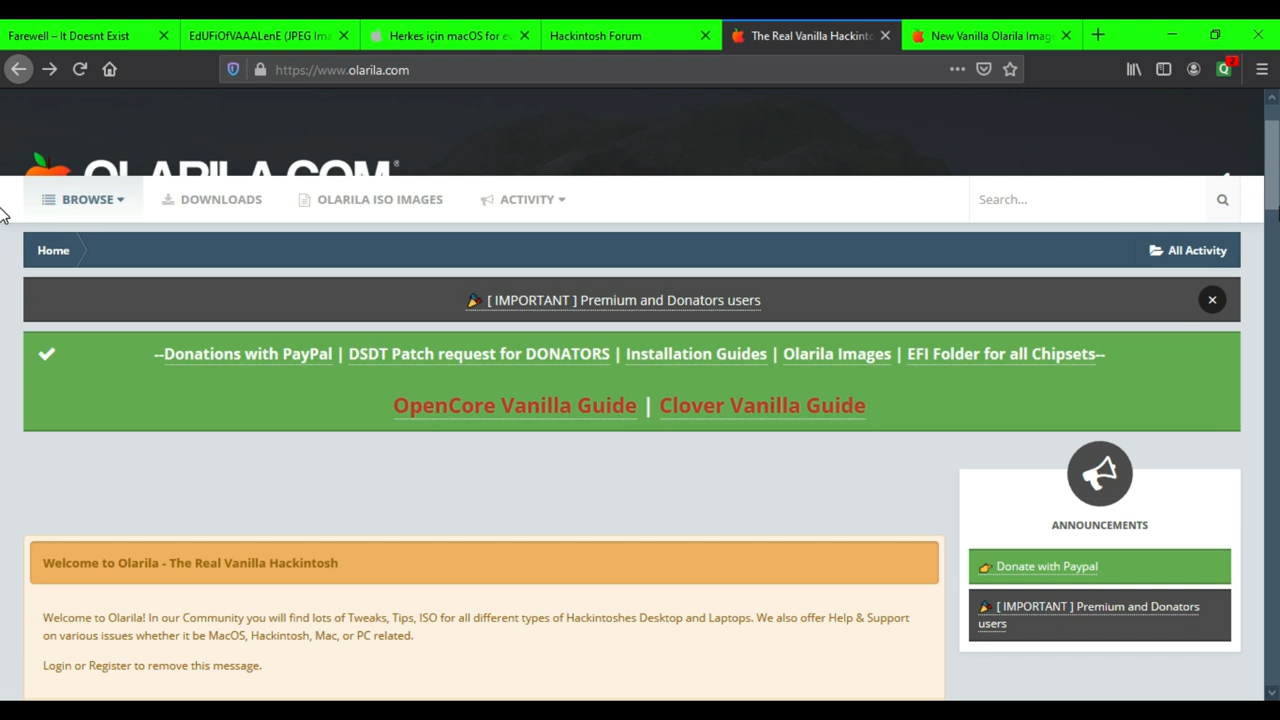 Farewell – It Doesnt Exist
EdUFiOfVAAALenE (JPEG Ima
Herkes için macOS for ev
Hackintosh Forum
The Real Vanilla Hackinto
New Vanilla Olarila Imag
https://www.olarila.com
2
OLARILA.COM®
BROWSE
DOWNLOADS
OLARILA ISO IMAGES
ACTIVITY
Search...
Home
All Activity
[ IMPORTANT ] Premium and Donators users
--Donations with PayPal | DSDT Patch request for DONATORS | Installation Guides | Olarila Images | EFI Folder for all Chipsets--
OpenCore Vanilla Guide | Clover Vanilla Guide
ANNOUNCEMENTS
Donate with Paypal
[ IMPORTANT ] Premium and Donators
users
Welcome to Olarila - The Real Vanilla Hackintosh
Welcome to Olarila! In our Community you will find lots of Tweaks, Tips, ISO for all different types of Hackintoshes Desktop and Laptops. We also offer Help & Support
on various issues whether it be MacOS, Hackintosh, Mac, or PC related.
Login or Register to remove this message.